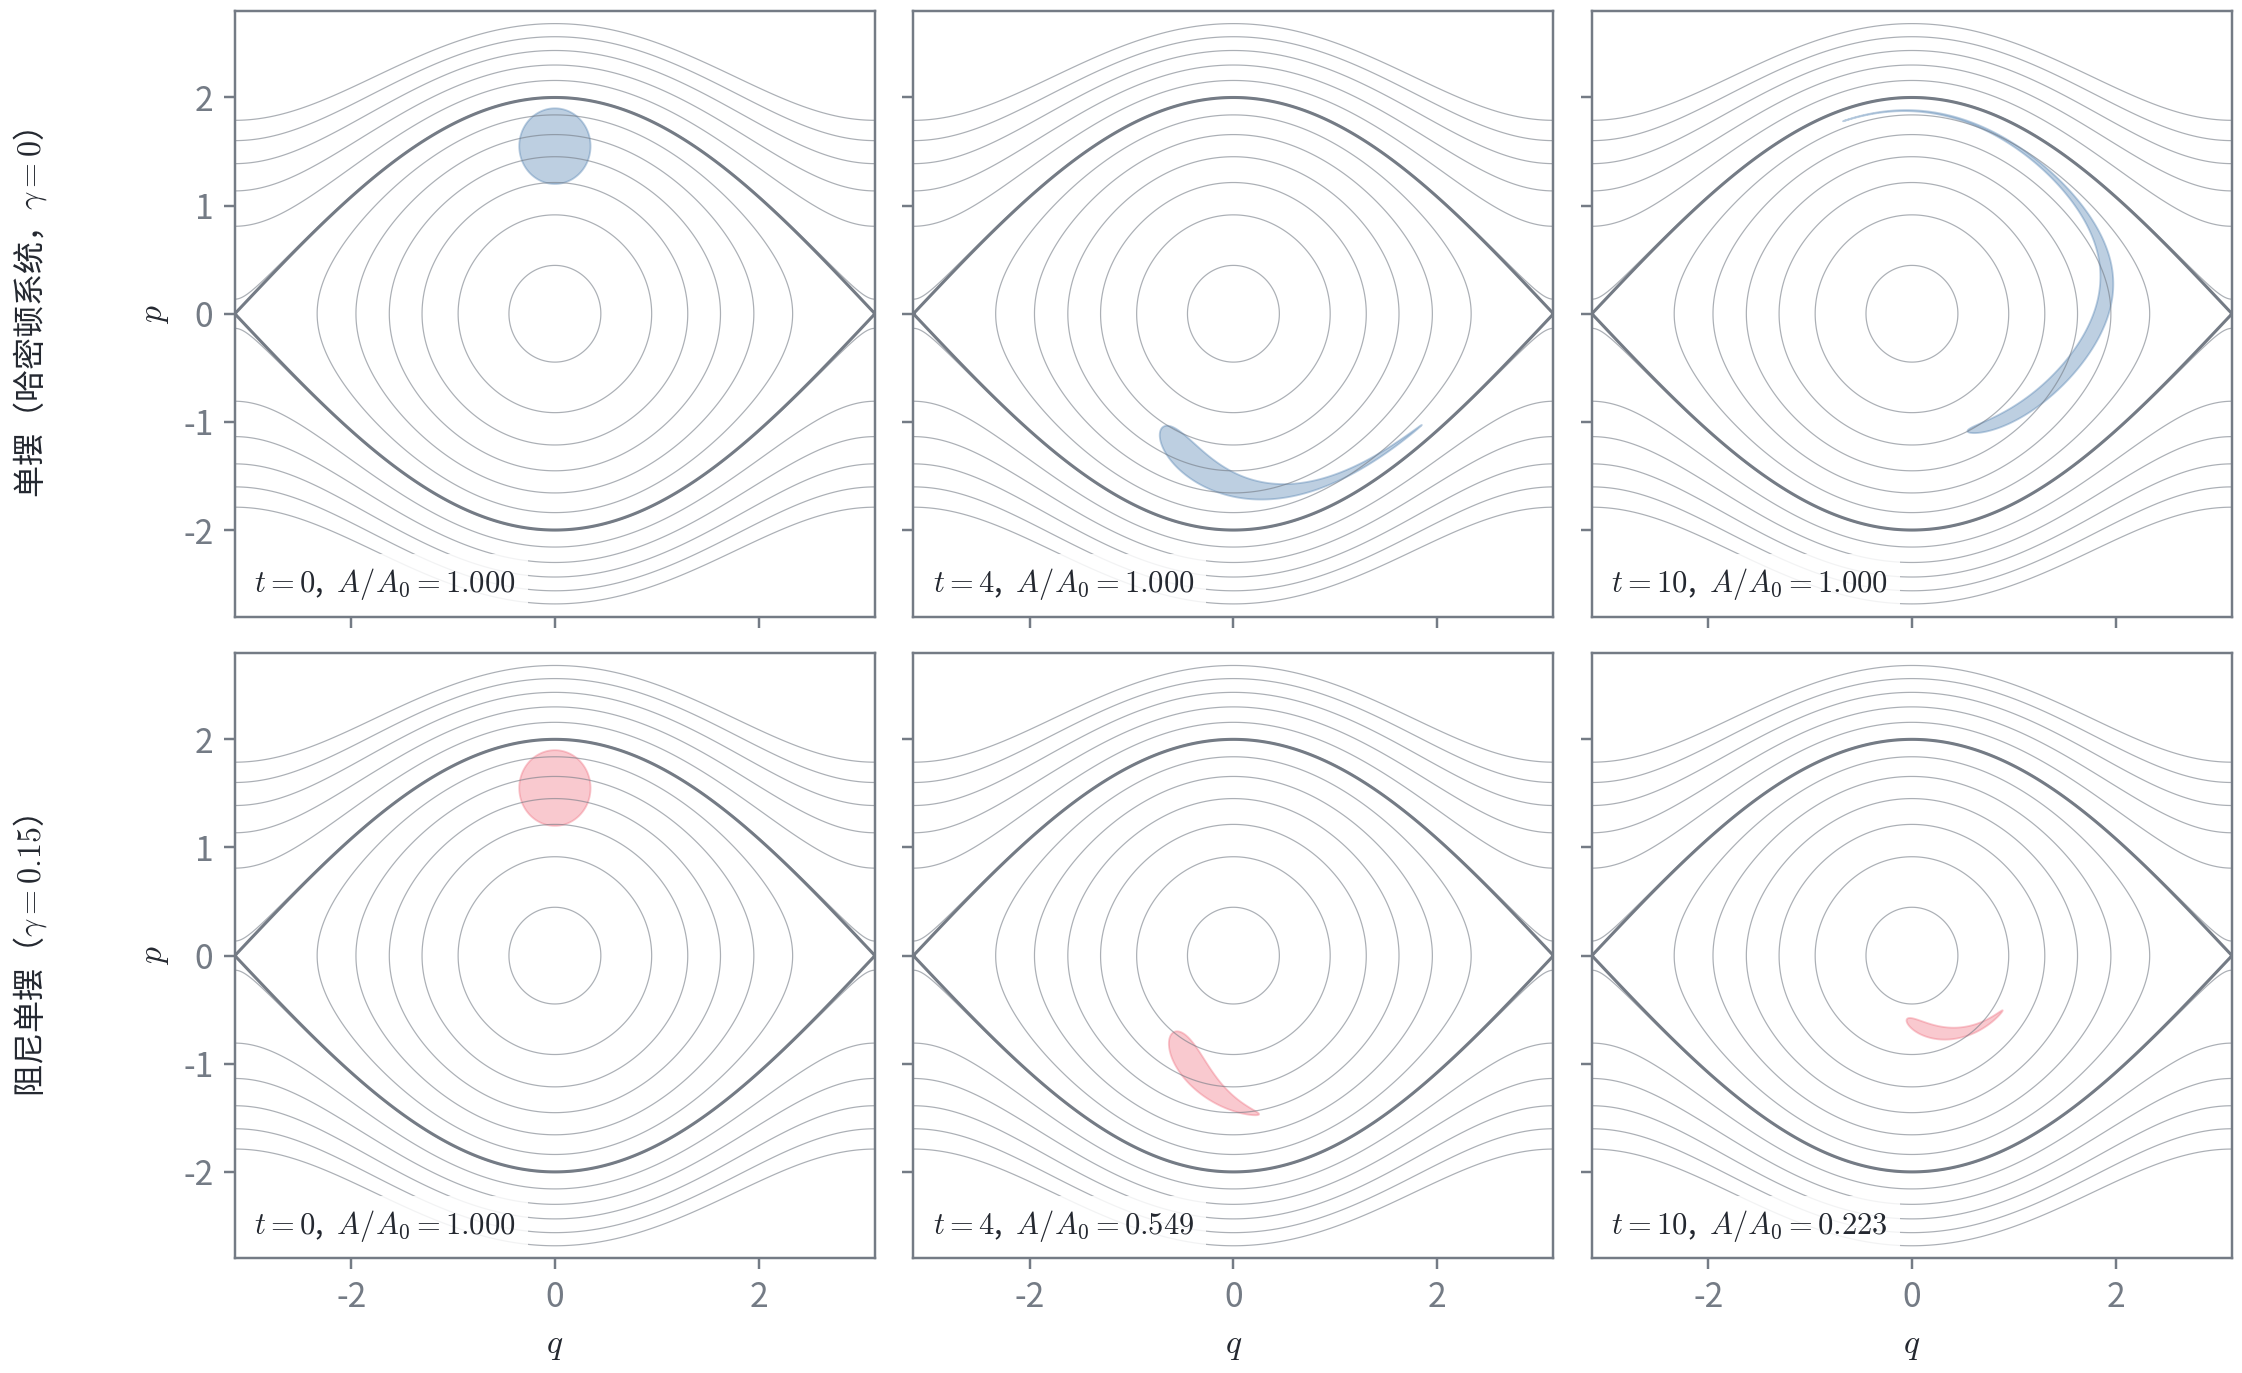 单摆（哈密顿系统，γ = 0）
p
2
1
0
-1
-2
t = 0, A/A₀ = 1.000
t = 4, A/A₀ = 1.000
t = 10, A/A₀ = 1.000
阻尼单摆（γ = 0.15）
p
2
1
0
-1
-2
t = 0, A/A₀ = 1.000
t = 4, A/A₀ = 0.549
t = 10, A/A₀ = 0.223
-2 0 2
-2 0 2
-2 0 2
q
q
q